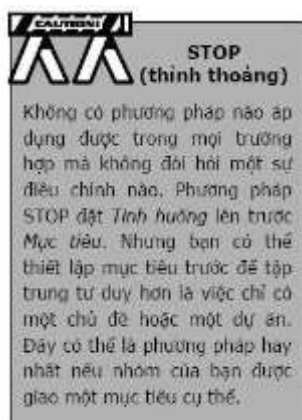 CAUTION!
STOP
(thỉnh thoảng)
Không có phương pháp nào áp
dụng được trong mọi trường
hợp mà không đòi hỏi một sự
điều chỉnh nào. Phương pháp
STOP đặt Tình huống lên trước
Mục tiêu. Nhưng bạn có thể
thiết lập mục tiêu trước để tập
trung tư duy hơn là việc chỉ có
một chủ đề hoặc một dự án.
Đây có thể là phương pháp hay
nhất nếu nhóm của bạn được
giao một mục tiêu cụ thể.